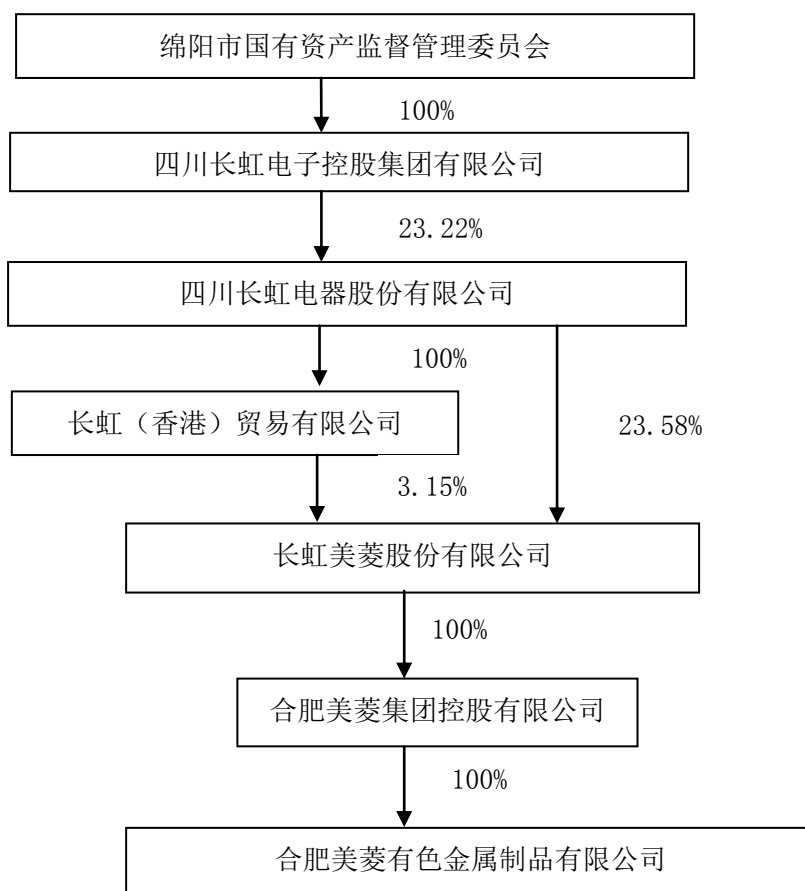 绵阳市国有资产监督管理委员会
100%
四川长虹电子控股集团有限公司
23.22%
四川长虹电器股份有限公司
100%
长虹（香港）贸易有限公司
23.58%
3.15%
长虹美菱股份有限公司
100%
合肥美菱集团控股有限公司
100%
合肥美菱有色金属制品有限公司